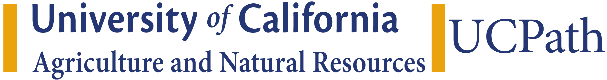 University of California
Agriculture and Natural Resources
UCPath